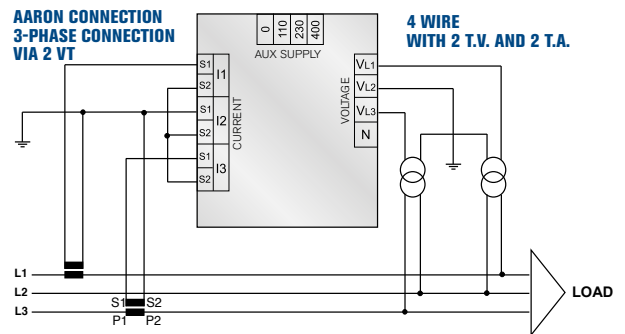 AARON CONNECTION
3-PHASE CONNECTION
VIA 2 VT
4 WIRE
WITH 2 T.V. AND 2 T.A.
0
110
230
400
AUX SUPPLY
S1
I1
S2
S1
I2
S2
S1
I3
S2
CURRENT
VOLTAGE
VL1
VL2
VL3
N
L1
L2
L3
S1
S2
P1
P2
LOAD